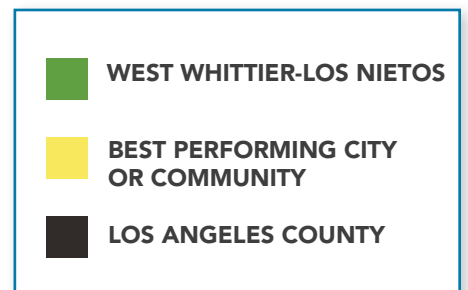 WEST WHITTIER-LOS NIETOS
BEST PERFORMING CITY
OR COMMUNITY
LOS ANGELES COUNTY